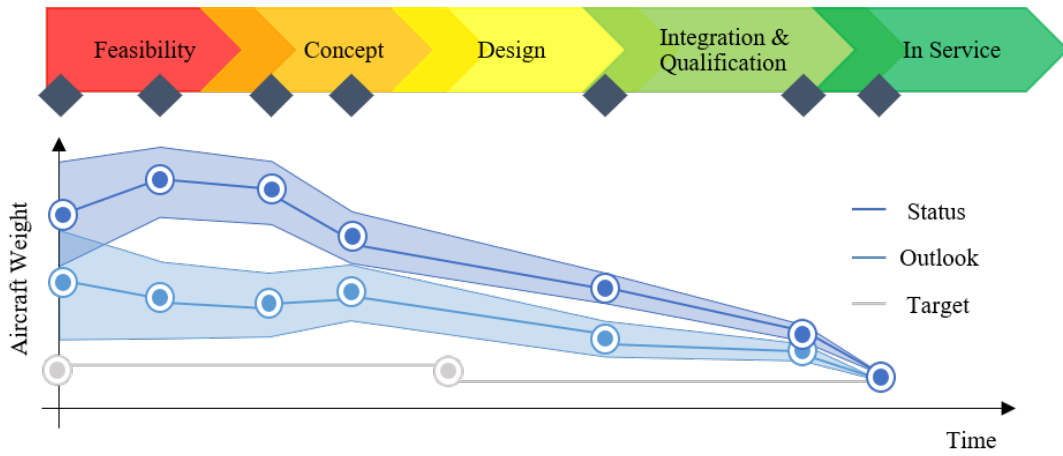 Feasibility
Concept
Design
Integration &
Qualification
In Service
Aircraft Weight
Status
Outlook
Target
Time